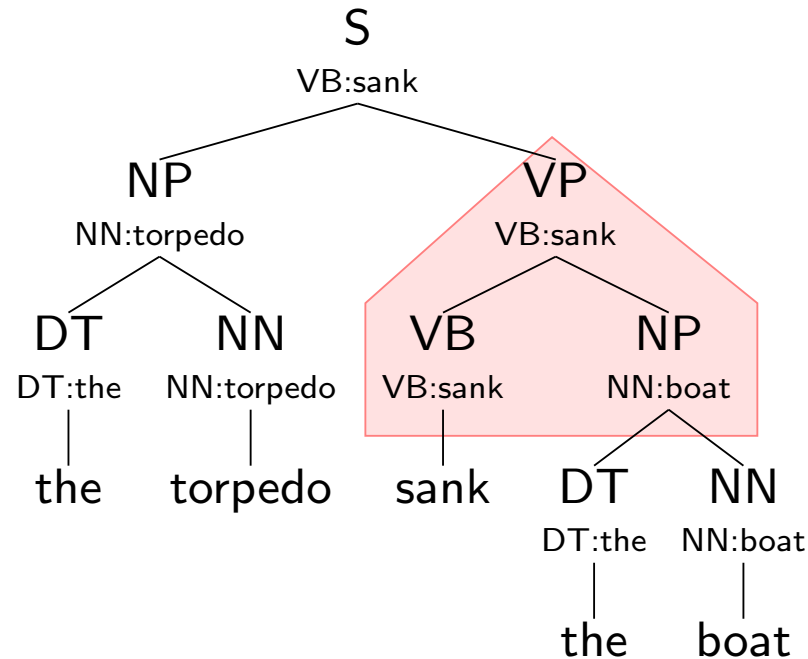 S
VB:sank
NP VP
NN:torpedo VB:sank
DT NN VB NP
DT:the NN:torpedo VB:sank NN:boat
the torpedo sank DT NN
DT:the NN:boat
the boat